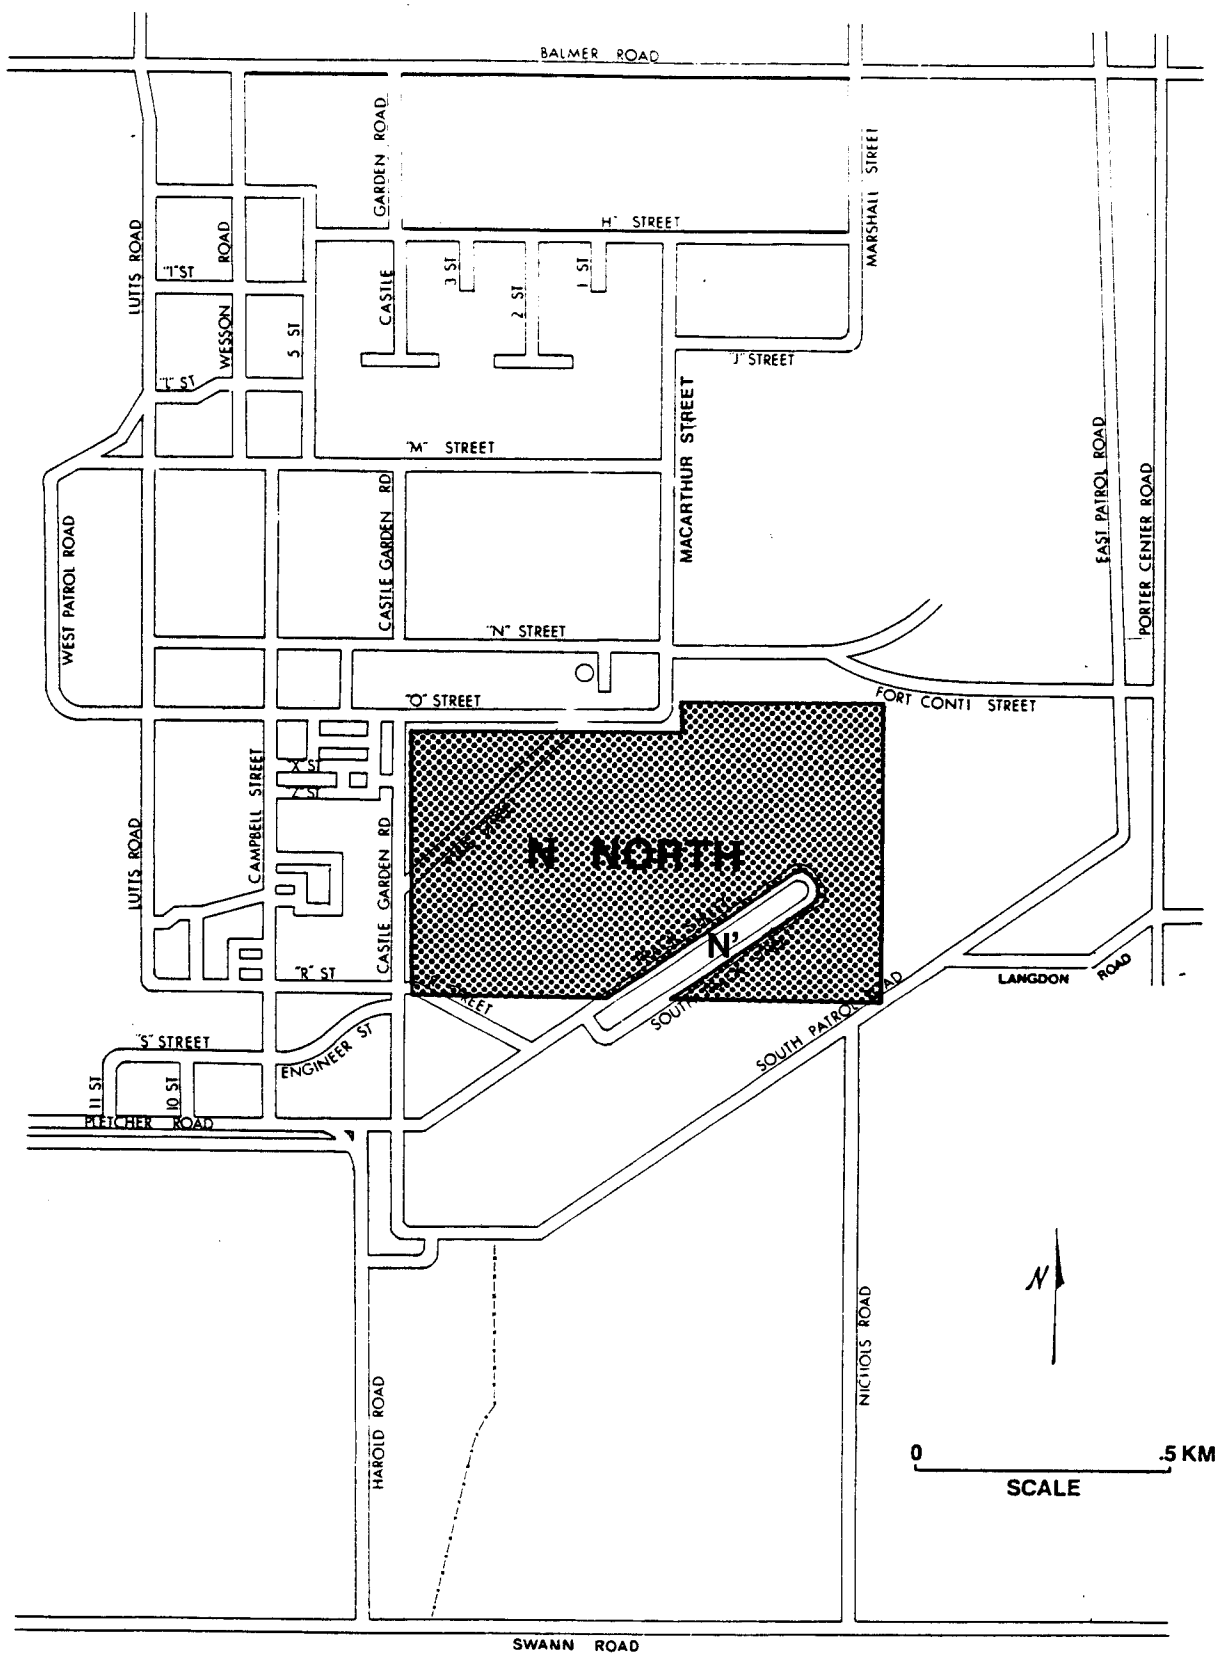 BALMER ROAD
GARDEN ROAD
MARSHALL STREET
"H" STREET
LUTTS ROAD
ROAD
"I" ST
CASTLE
3 ST
2 ST
1 ST
WESSON
5 ST
"J" STREET
"L" ST
MACARTHUR STREET
"M" STREET
EAST PATROL ROAD
PORTER CENTER ROAD
CASTLE GARDEN RD
WEST PATROL ROAD
"N" STREET
"O" STREET
FORT CONTI STREET
CAMPBELL STREET
"X" ST
"Z" ST
LUTTS ROAD
CASTLE GARDEN RD
N NORTH
N'
SOUTH
"R" ST
STREET
LANGDON ROAD
SOUTH PATROL ROAD
"S" STREET
ENGINEER ST
11 ST
10 ST
PLETCHER ROAD
N
NICHOLS ROAD
HAROLD ROAD
0 .5 KM
SCALE
SWANN ROAD